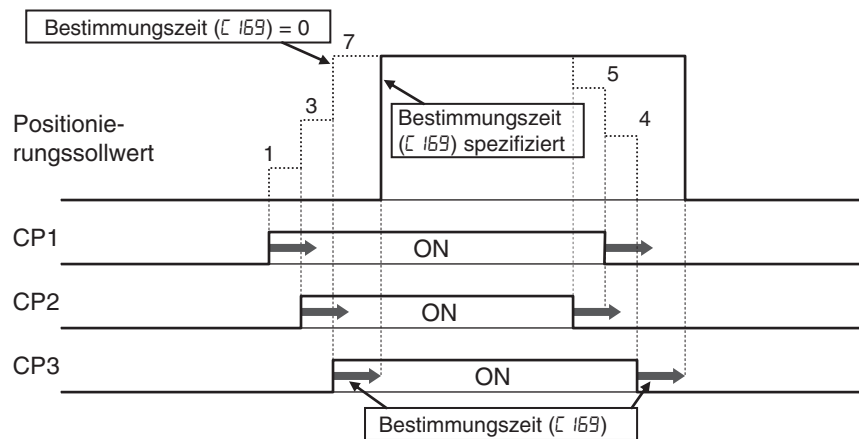 Bestimmungszeit (C 169) = 0
7
5
3
Bestimmungszeit
(C 169) spezifiziert
4
Positionie-
rungssollwert
1
CP1
ON
CP2
ON
CP3
ON
Bestimmungszeit (C 169)